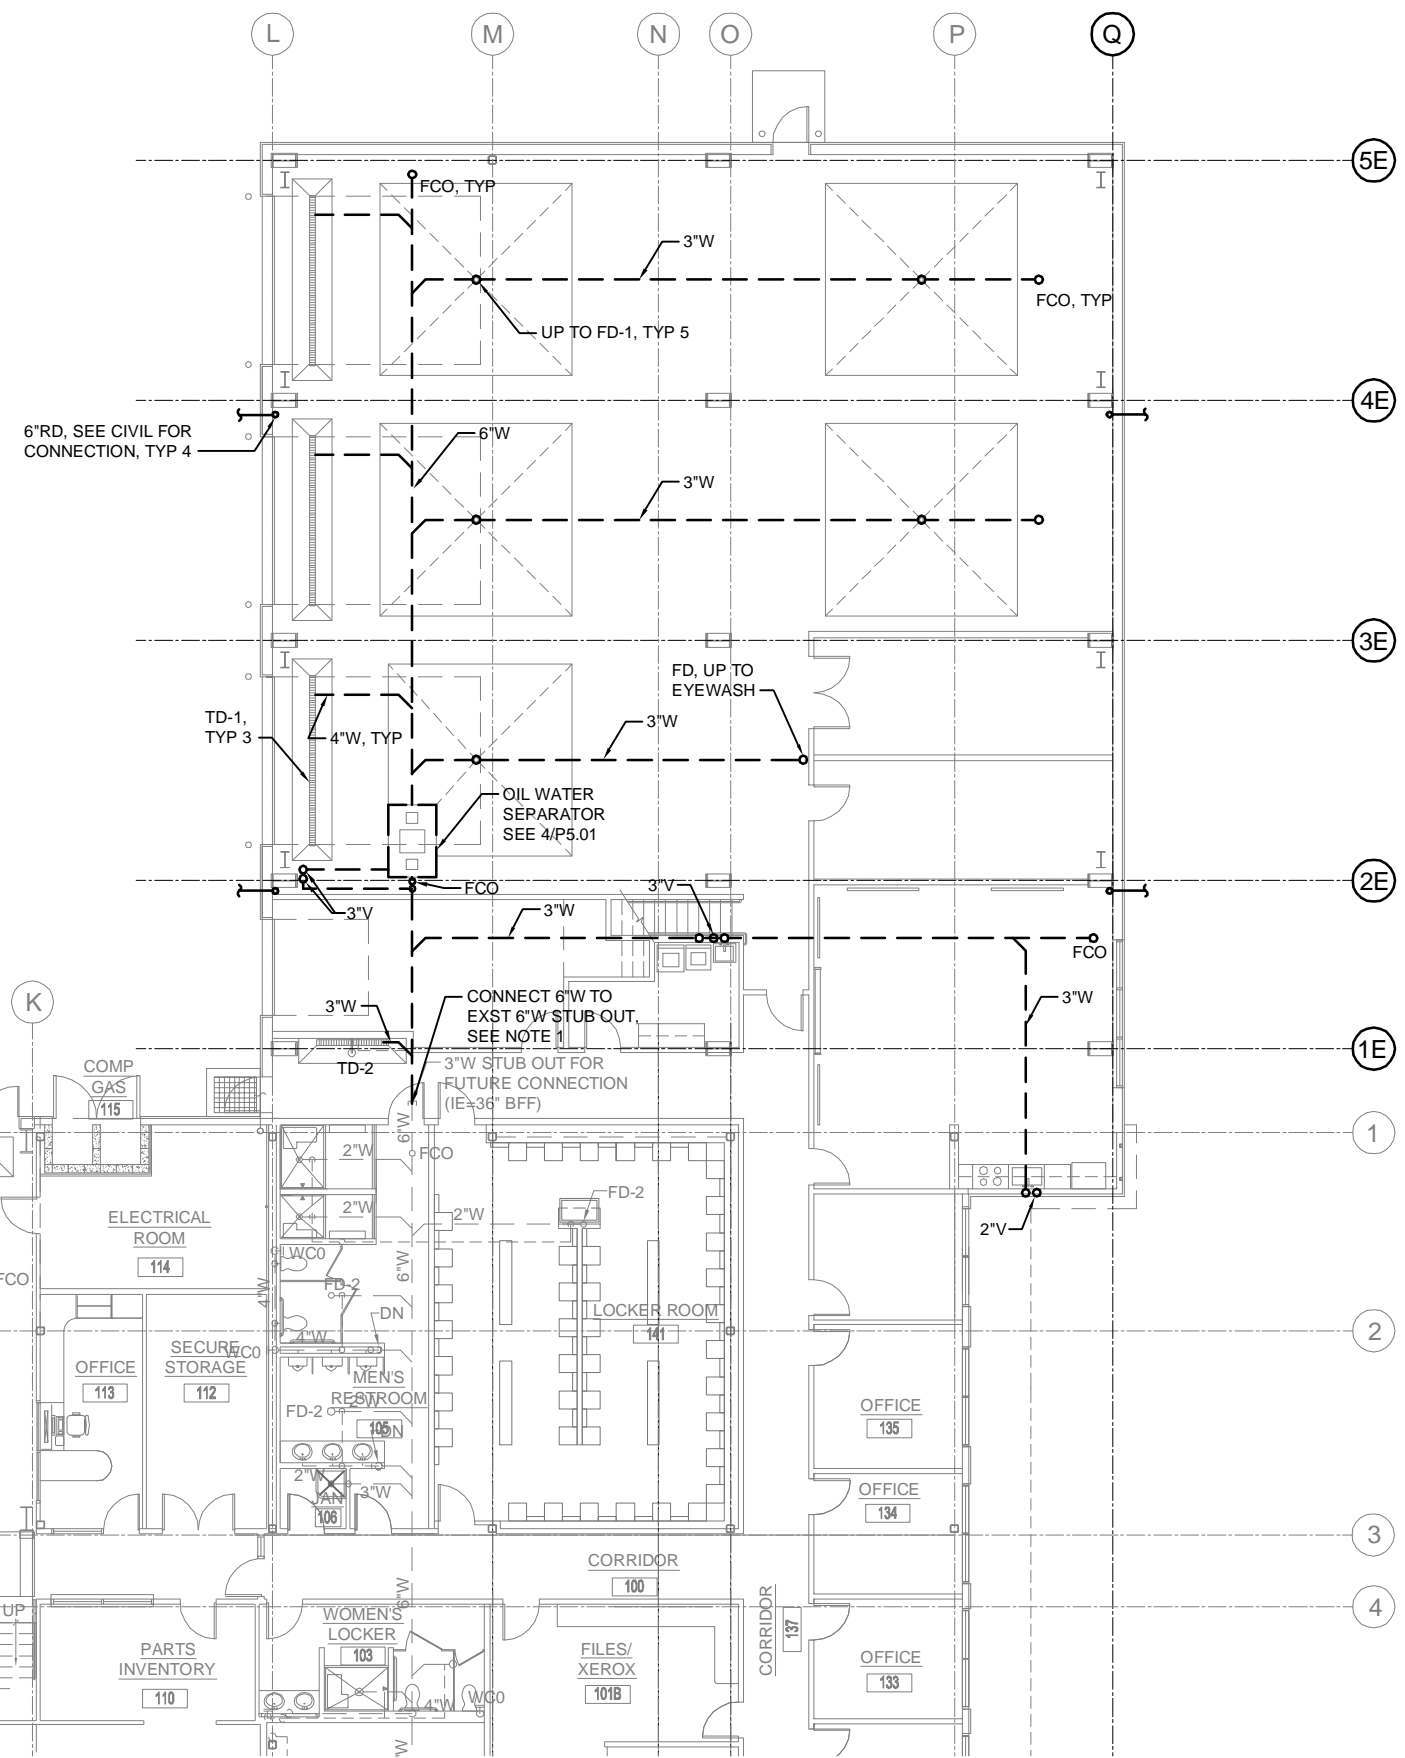 L
M
N
O
P
Q
5E
FCO, TYP
3"W
FCO, TYP
UP TO FD-1, TYP 5
4E
6"RD, SEE CIVIL FOR
CONNECTION, TYP 4
6"W
3"W
3E
FD, UP TO
EYEWASH
TD-1,
TYP 3
4"W, TYP
3"W
OIL WATER
SEPARATOR
SEE 4/P5.01
2E
FCO
3"V
3"V
3"W
FCO
K
3"W
CONNECT 6"W TO
EXST 6"W STUB OUT,
SEE NOTE 1
3"W
1E
TD-2
3"W STUB OUT FOR
FUTURE CONNECTION
(IE=36" BFF)
COMP
GAS
115
6"W
1
2"W
FCO
2"W
2"W
FD-2
ELECTRICAL
ROOM
114
2"V
WC0
6"W
FCO
4"W
FD-2
DN
LOCKER ROOM
141
2
4"W
SECURE
STORAGE
112
WC0
OFFICE
113
MEN'S
RESTROOM
105
2"W
FD-2
DN
OFFICE
135
2"W
3"W
JAN
106
OFFICE
134
3
CORRIDOR
100
6"W
4
UP
WOMEN'S
LOCKER
103
CORRIDOR
137
PARTS
INVENTORY
110
FILES/
XEROX
101B
OFFICE
133
4"W
WC0
"W